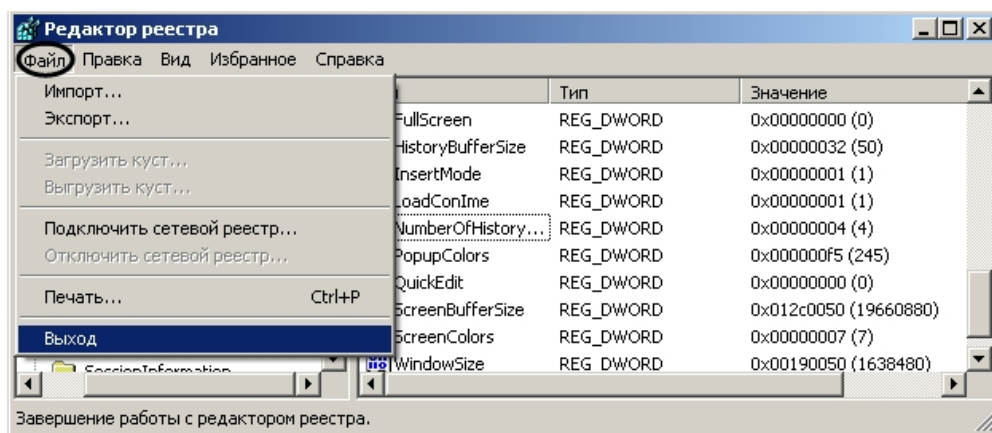 Редактор реестра
Файл Правка Вид Избранное Справка
Импорт...
Экспорт...
Загрузить куст...
Выгрузить куст...
Подключить сетевой реестр...
Отключить сетевой реестр...
Печать... Ctrl+P
Выход
SessionInformation
Тип Значение
FullScreen REG_DWORD 0x00000000 (0)
HistoryBufferSize REG_DWORD 0x00000032 (50)
InsertMode REG_DWORD 0x00000001 (1)
LoadConIme REG_DWORD 0x00000001 (1)
NumberOfHistory... REG_DWORD 0x00000004 (4)
PopupColors REG_DWORD 0x000000f5 (245)
QuickEdit REG_DWORD 0x00000000 (0)
ScreenBufferSize REG_DWORD 0x012c0050 (19660880)
ScreenColors REG_DWORD 0x00000007 (7)
WindowSize REG_DWORD 0x00190050 (1638480)
Завершение работы с редактором реестра.